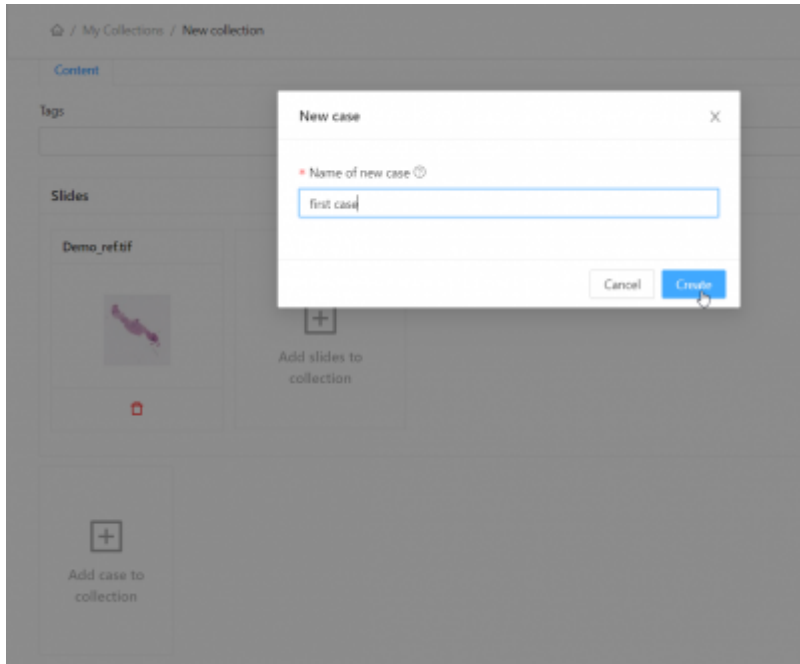 / My Collections / New collection
Content
Tags
New case
* Name of new case
first case
Cancel
Create
Slides
Demo_ref.tif
Add slides to
collection
Add case to
collection